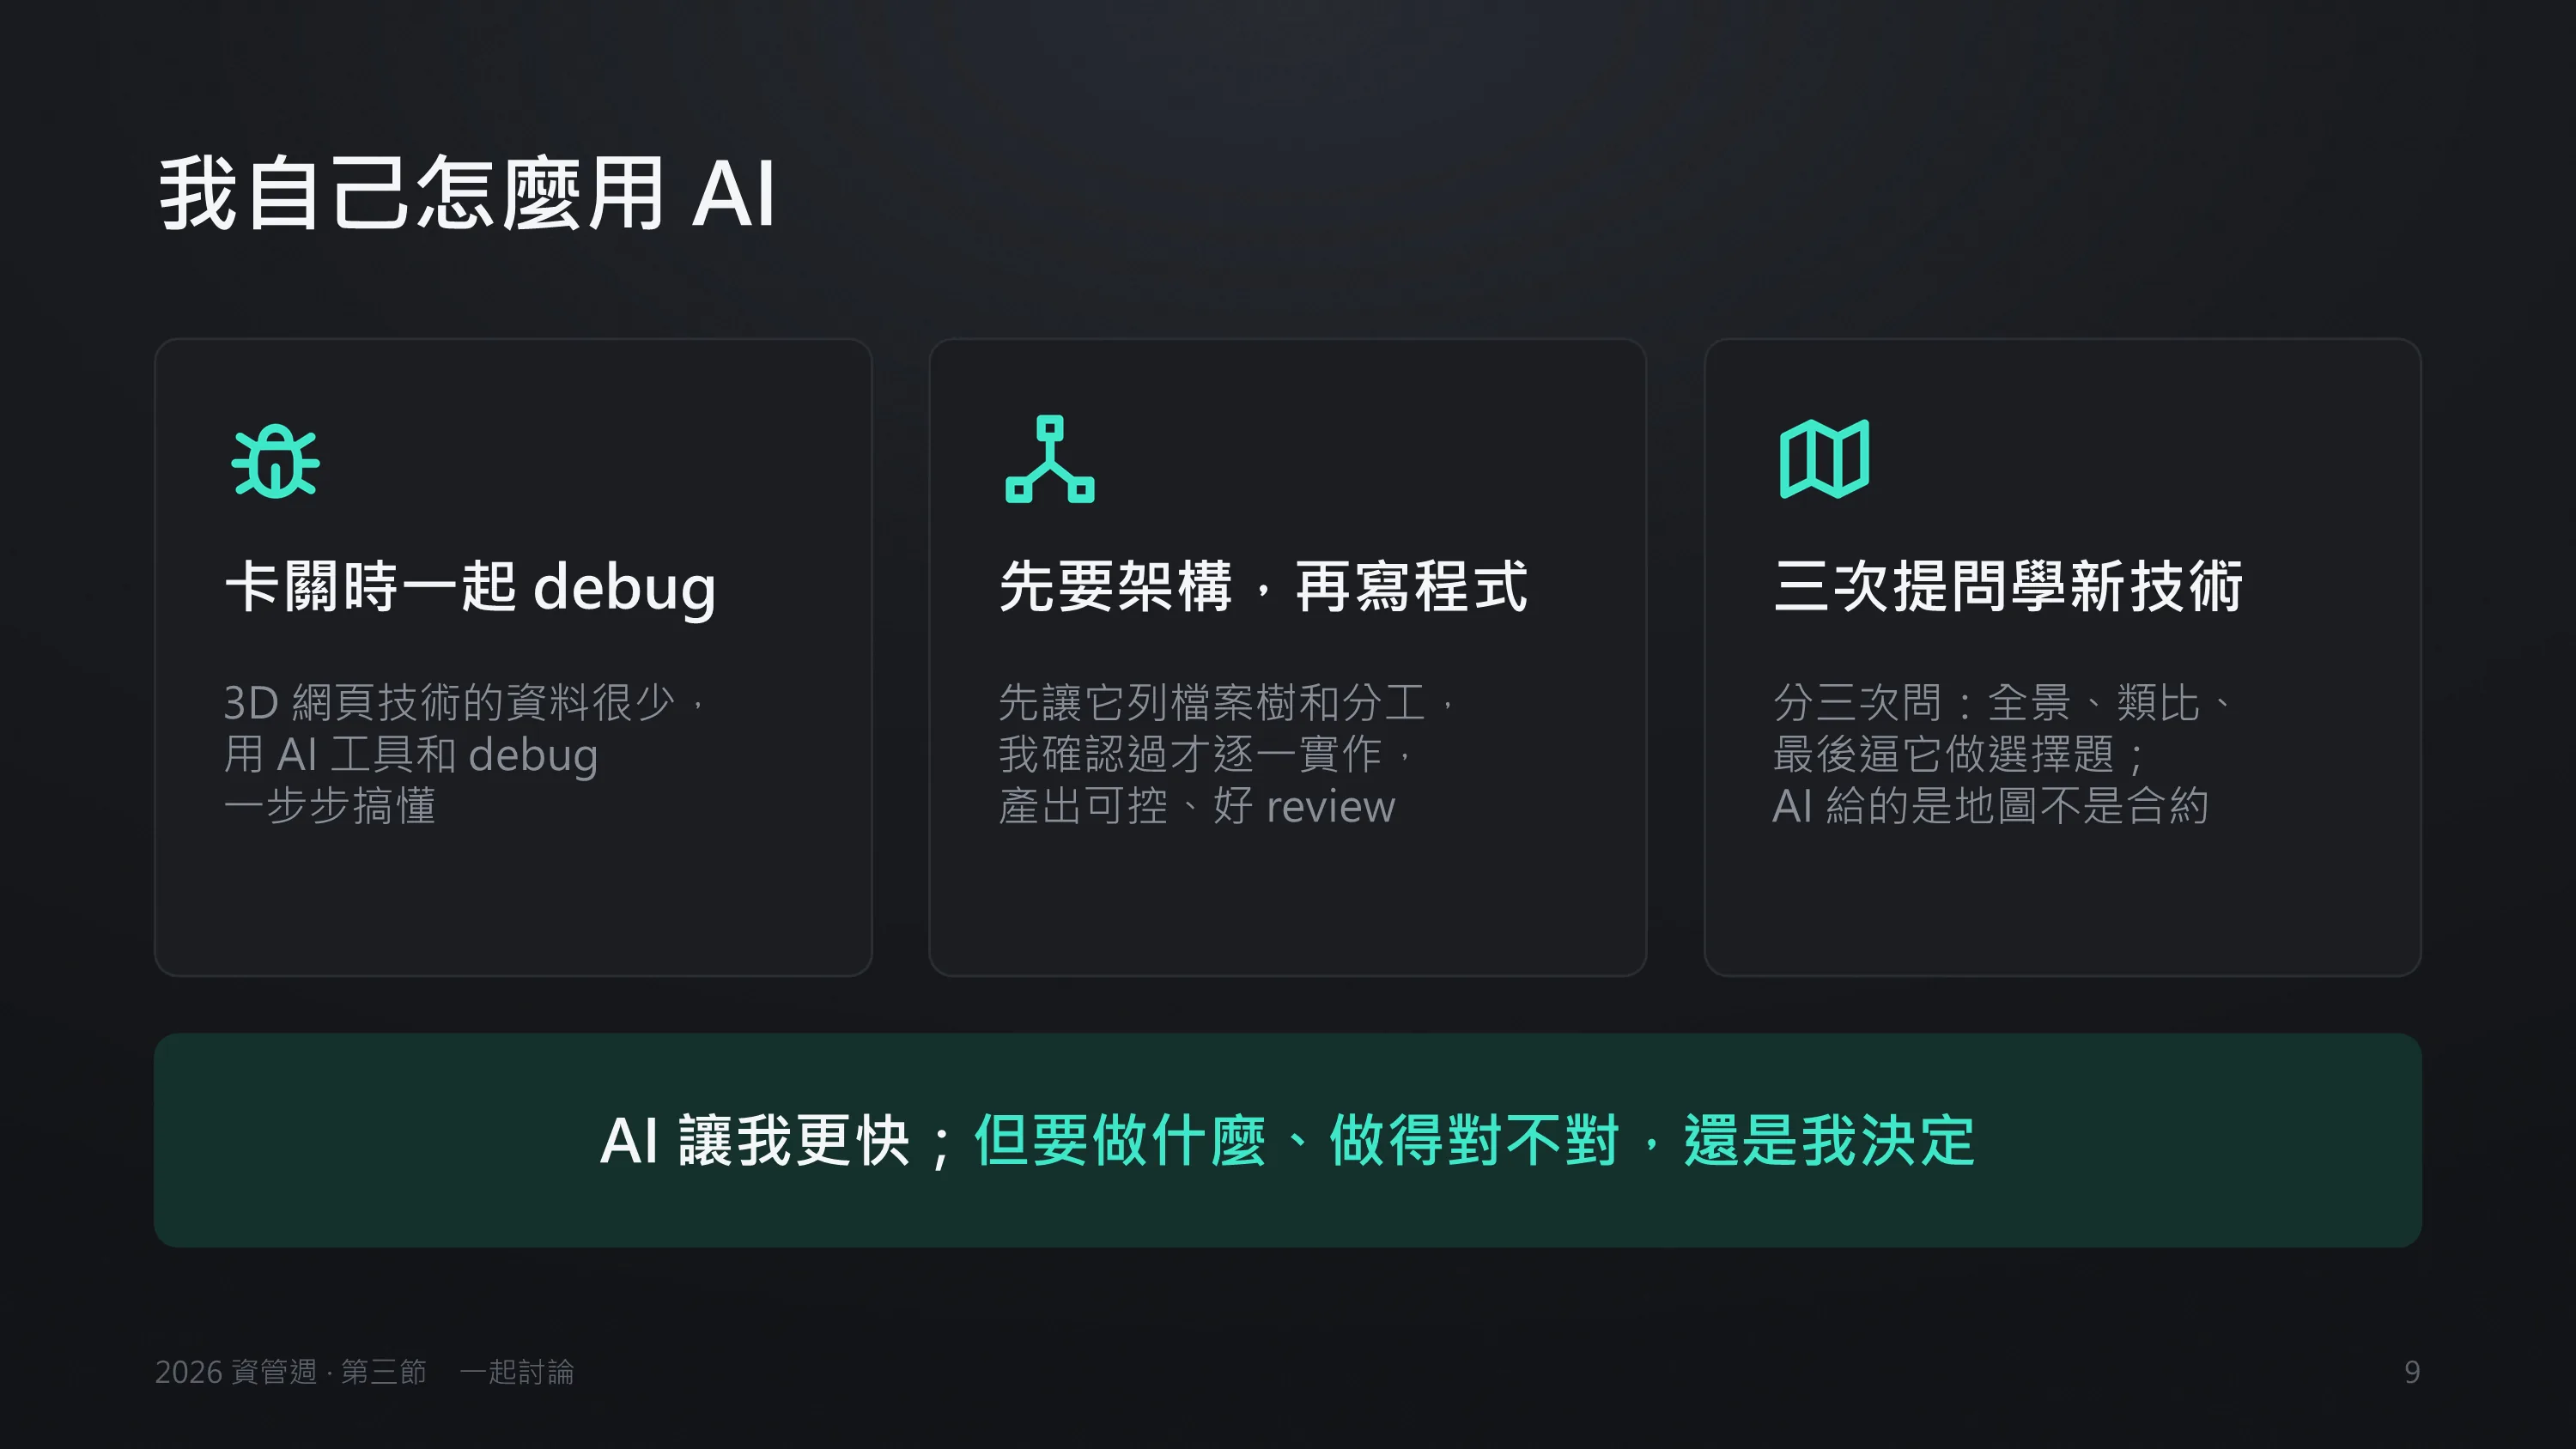 我自己怎麼用 AI
卡關時一起 debug
3D 網頁技術的資料很少，
用 AI 工具和 debug
一步步搞懂
先要架構，再寫程式
先讓它列檔案樹和分工，
我確認過才逐一實作，
產出可控、好 review
三次提問學新技術
分三次問：全景、類比、
最後逼它做選擇題；
AI 給的是地圖不是合約
AI 讓我更快；但要做什麼、做得對不對，還是我決定
2026 資管週 · 第三節　一起討論
9